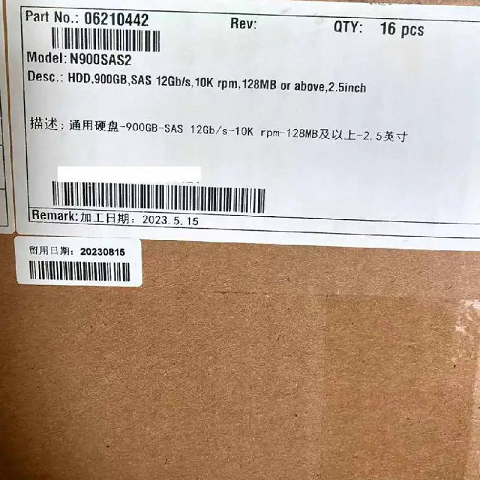 Part No.: 06210442 Rev: QTY: 16 pcs
Model: N900SAS2
Desc.: HDD,900GB,SAS 12Gb/s,10K rpm,128MB or above,2.5inch
描述: 通用硬盘-900GB-SAS 12Gb/s-10K rpm-128MB及以上-2.5英寸
Remark: 加工日期: 2023.5.15
留用日期: 20230815